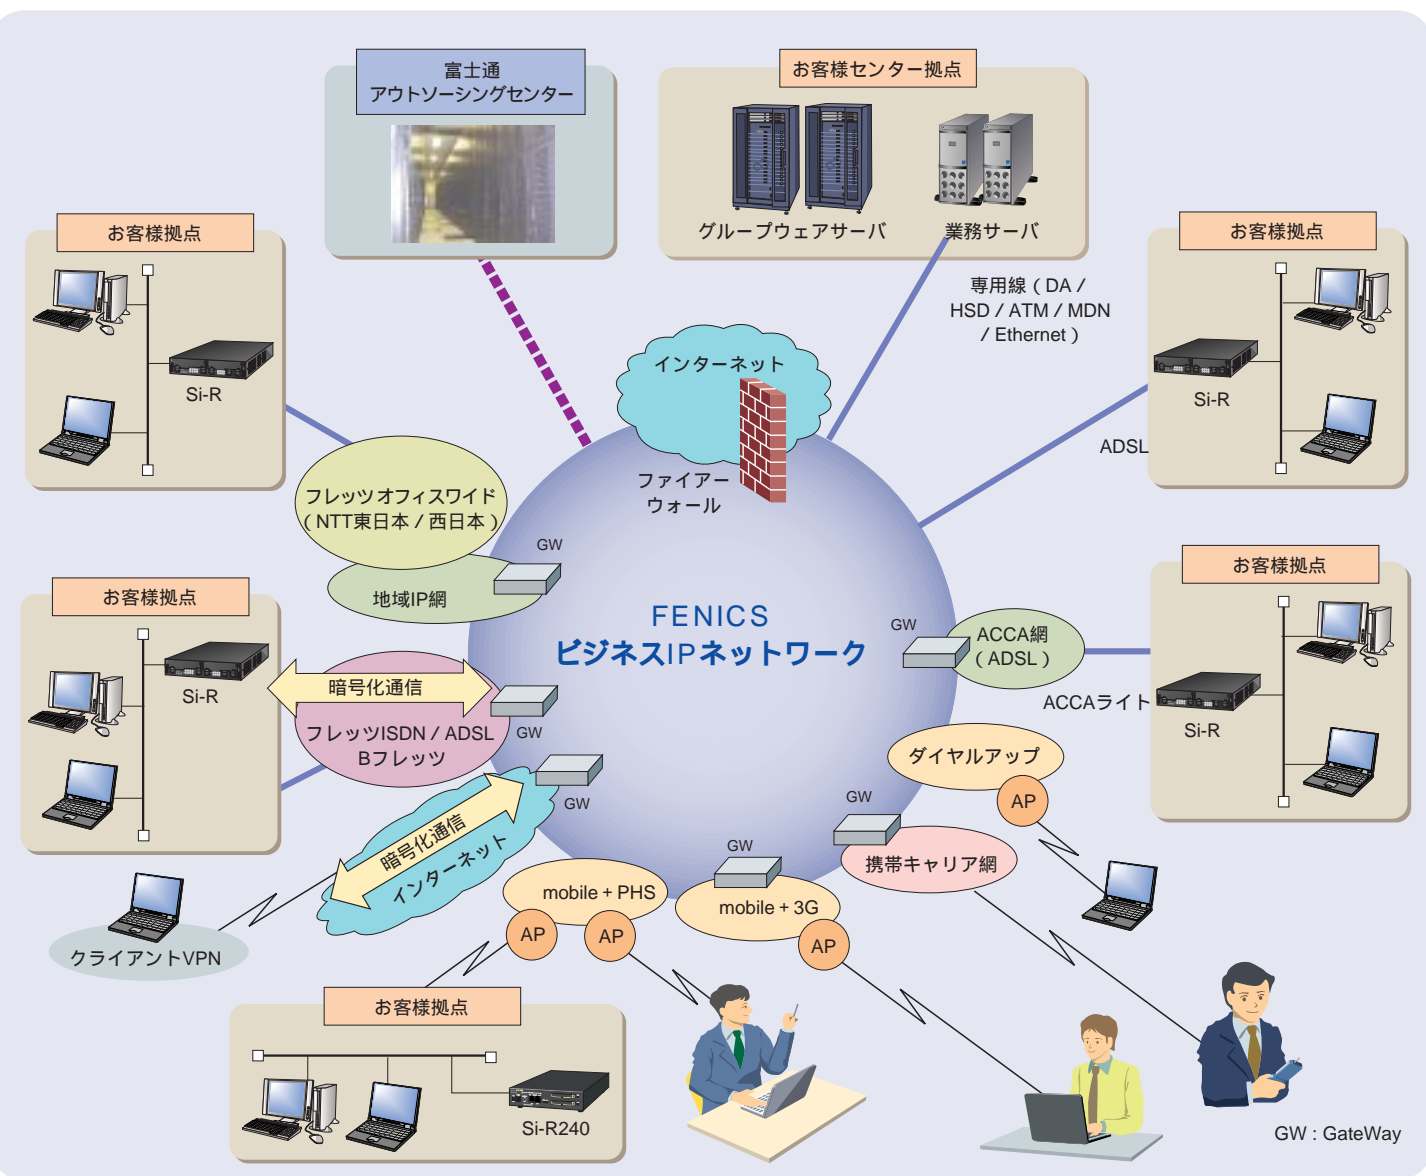 富士通
アウトソーシングセンター
お客様センター拠点
グループウェアサーバ
業務サーバ
お客様拠点
Si-R
お客様拠点
Si-R
専用線（DA /
HSD / ATM / MDN
/ Ethernet）
インターネット
ファイアー
ウォール
ADSL
フレッツ オフィスワイド
（NTT東日本 / 西日本）
GW
地域IP網
FENICS
ビジネスIPネットワーク
GW
ACCA網
（ADSL）
お客様拠点
Si-R
ACCAライト
お客様拠点
Si-R
暗号化通信
フレッツISDN / ADSL
Bフレッツ
GW
GW
暗号化通信
インターネット
クライアントVPN
ダイヤルアップ
AP
GW
携帯キャリア網
GW
mobile + 3G
AP
mobile + PHS
AP
AP
お客様拠点
Si-R240
GW : GateWay